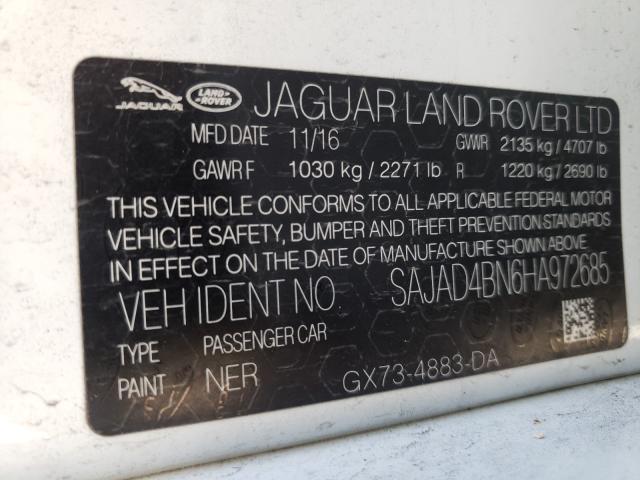 JAGUAR LAND ROVER JAGUAR LAND ROVER LTD
MFD DATE 11/16 GVWR 2135 kg / 4707 lb
GAWR F 1030 kg / 2271 lb R 1220 kg / 2690 lb
THIS VEHICLE CONFORMS TO ALL APPLICABLE FEDERAL MOTOR
VEHICLE SAFETY, BUMPER AND THEFT PREVENTION STANDARDS
IN EFFECT ON THE DATE OF MANUFACTURE SHOWN ABOVE.
VEH IDENT NO. SAJAD4BN6HA972685
TYPE PASSENGER CAR
PAINT NER GX73-4883-DA